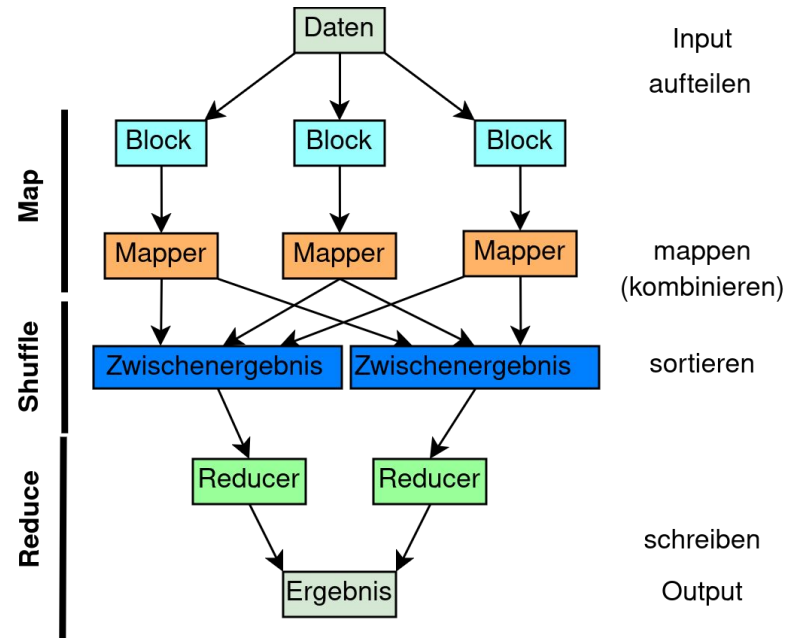 Daten
Input
aufteilen
Block
Block
Block
Map
Mapper
Mapper
Mapper
mappen
(kombinieren)
Shuffle
Zwischenergebnis
Zwischenergebnis
sortieren
Reduce
Reducer
Reducer
schreiben
Ergebnis
Output